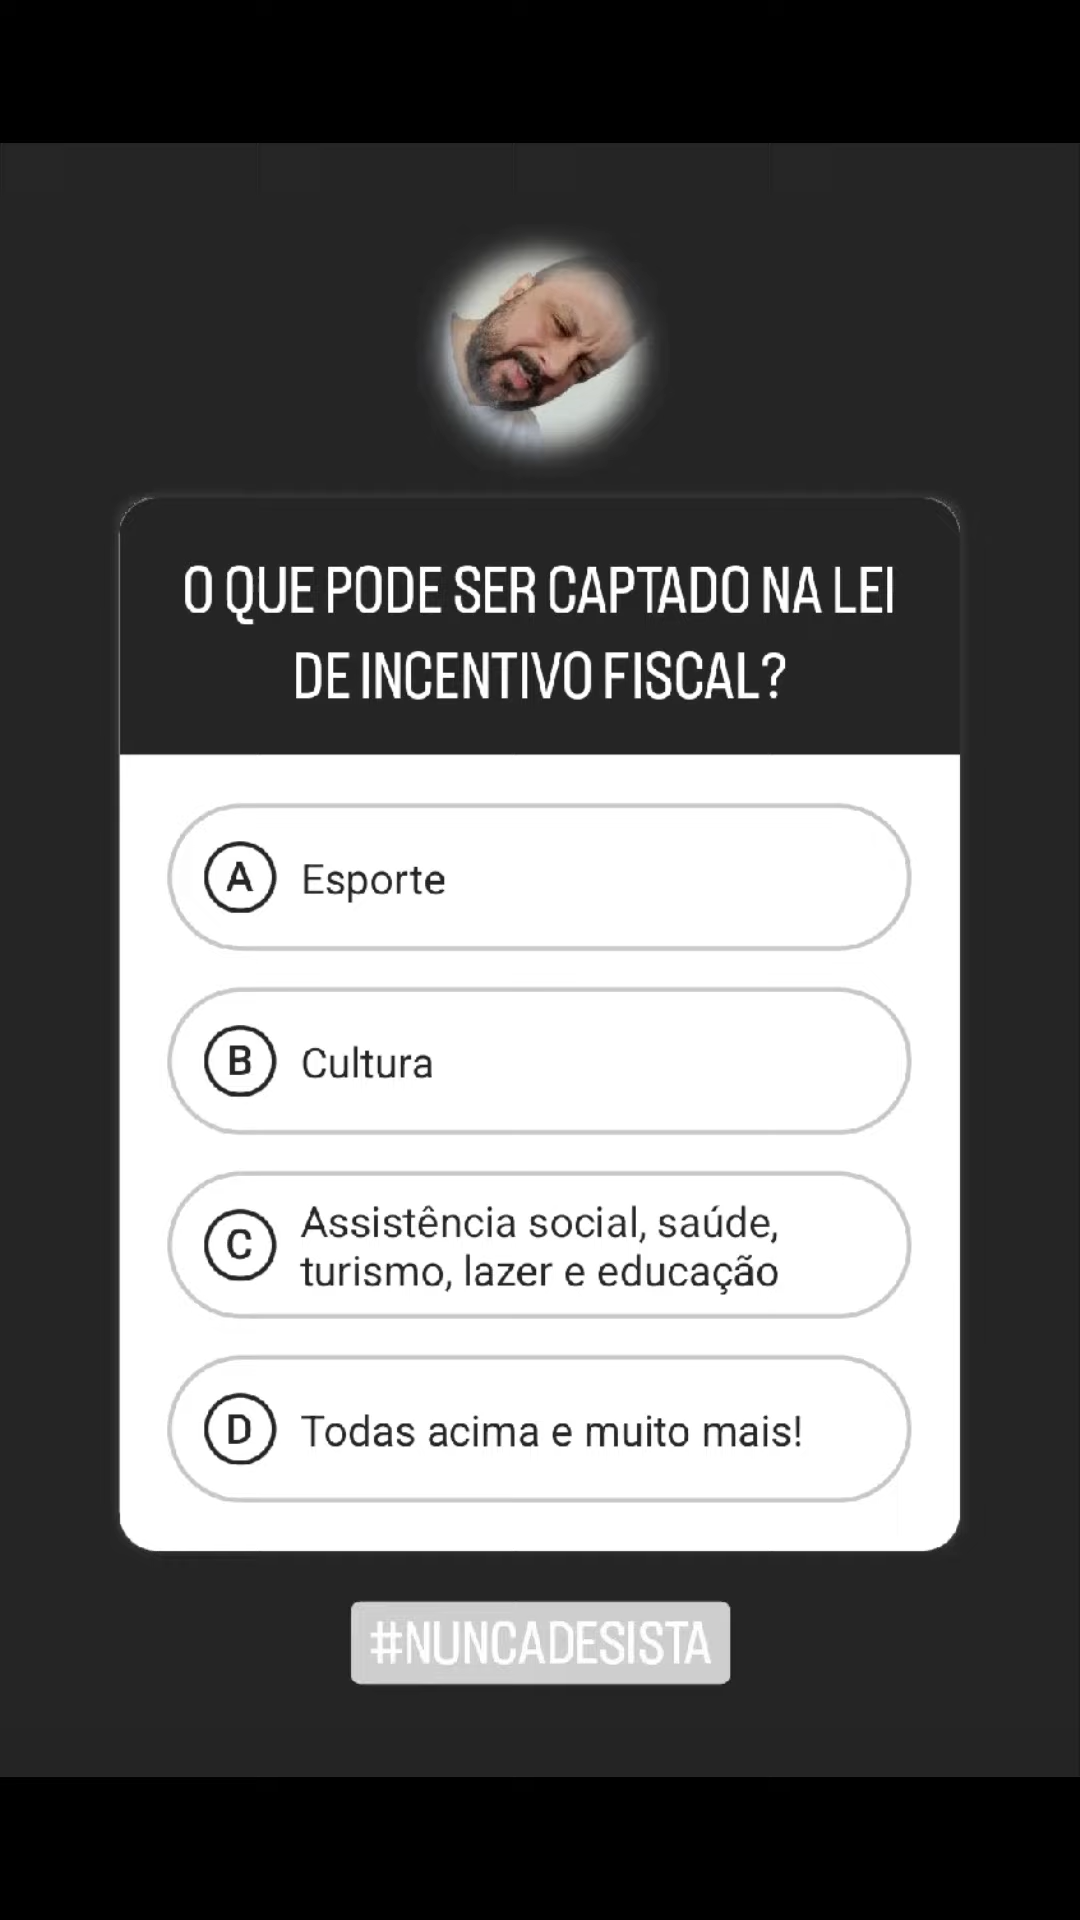 O QUE PODE SER CAPTADO NA LEI
DE INCENTIVO FISCAL?
A Esporte
B Cultura
C Assistência social, saúde,
turismo, lazer e educação
D Todas acima e muito mais!
#NUNCADESISTA